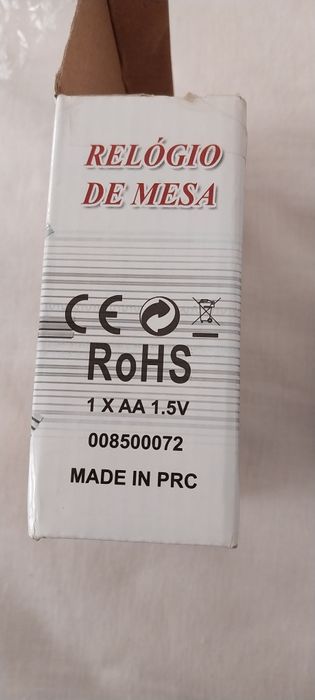 RELÓGIO
DE MESA
CE
RoHS
1 X AA 1.5V
008500072
MADE IN PRC